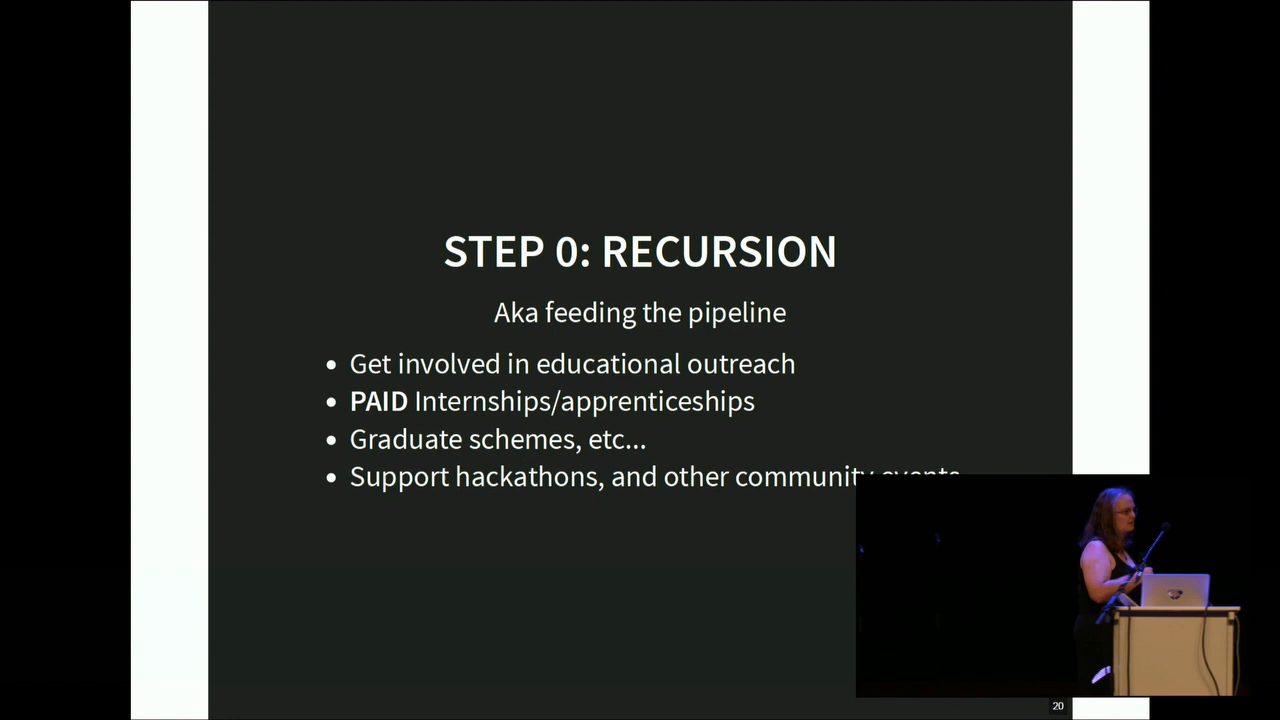 STEP 0: RECURSION
Aka feeding the pipeline
• Get involved in educational outreach
• PAID Internships/apprenticeships
• Graduate schemes, etc...
• Support hackathons, and other community events
20